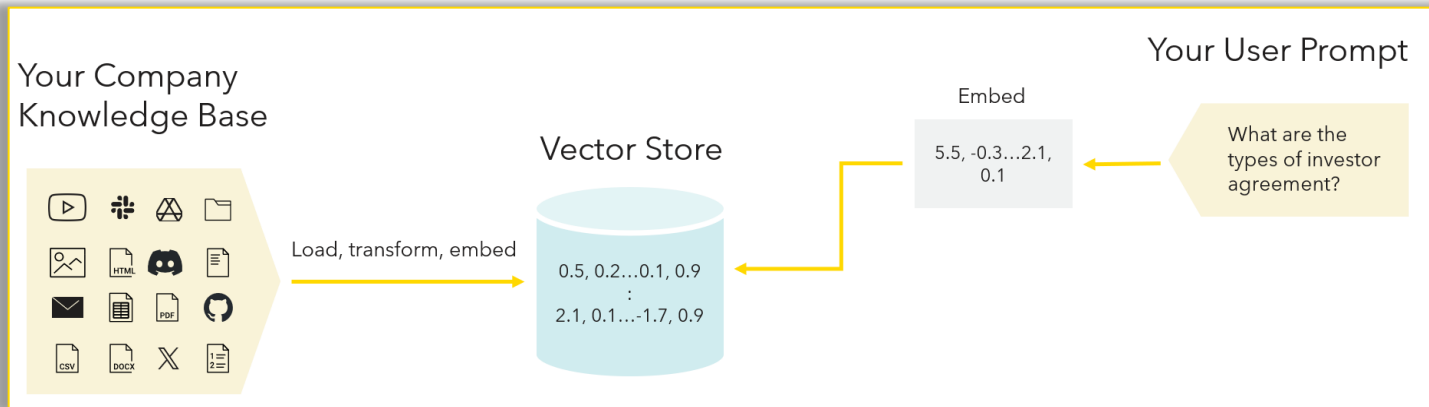 Your Company
Knowledge Base
HTML
PDF
CSV
DOCX
1=
2=
Load, transform, embed
Vector Store
0.5, 0.2...0.1, 0.9
:
2.1, 0.1...-1.7, 0.9
Embed
5.5, -0.3...2.1,
0.1
Your User Prompt
What are the
types of investor
agreement?